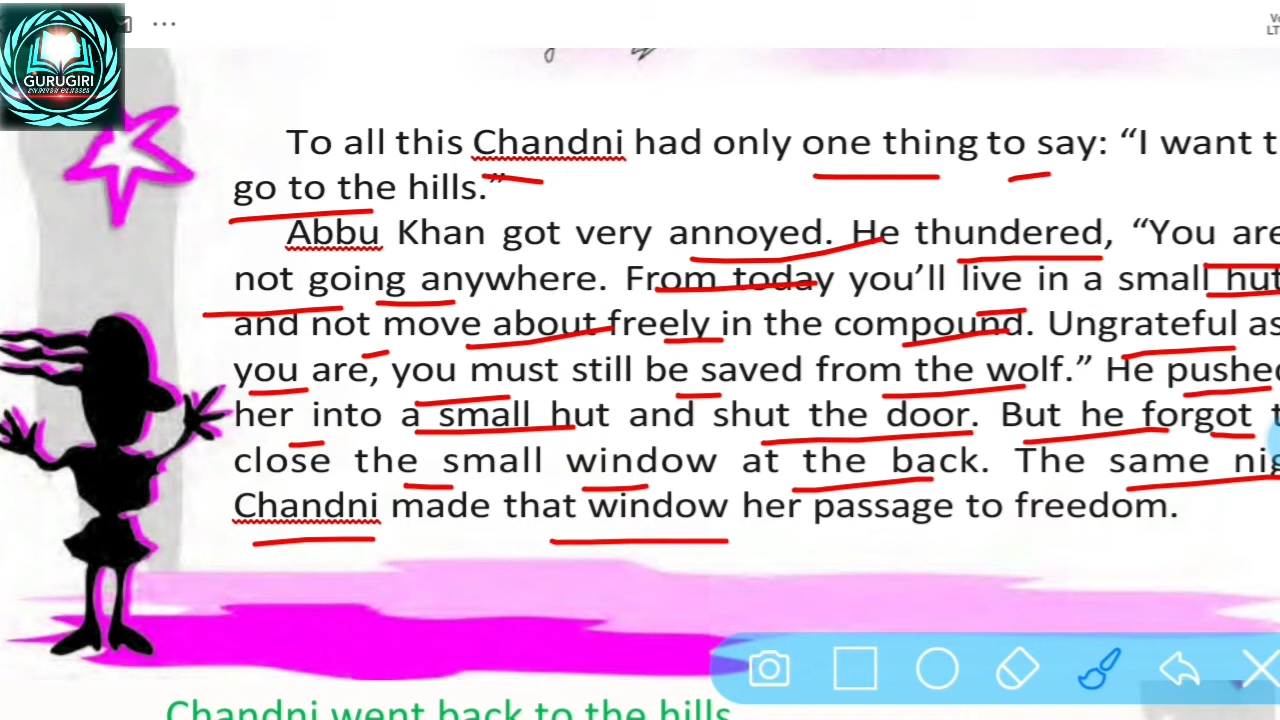 GURUGIRI
To all this Chandni had only one thing to say: “I want
go to the hills.”
Abbu Khan got very annoyed. He thundered, “You are
not going anywhere. From today you’ll live in a small hut
and not move about freely in the compound. Ungrateful as
you are, you must still be saved from the wolf.” He pushed
her into a small hut and shut the door. But he forgot
close the small window at the back. The same
Chandni made that window her passage to freedom.
Chandni went back to the hills